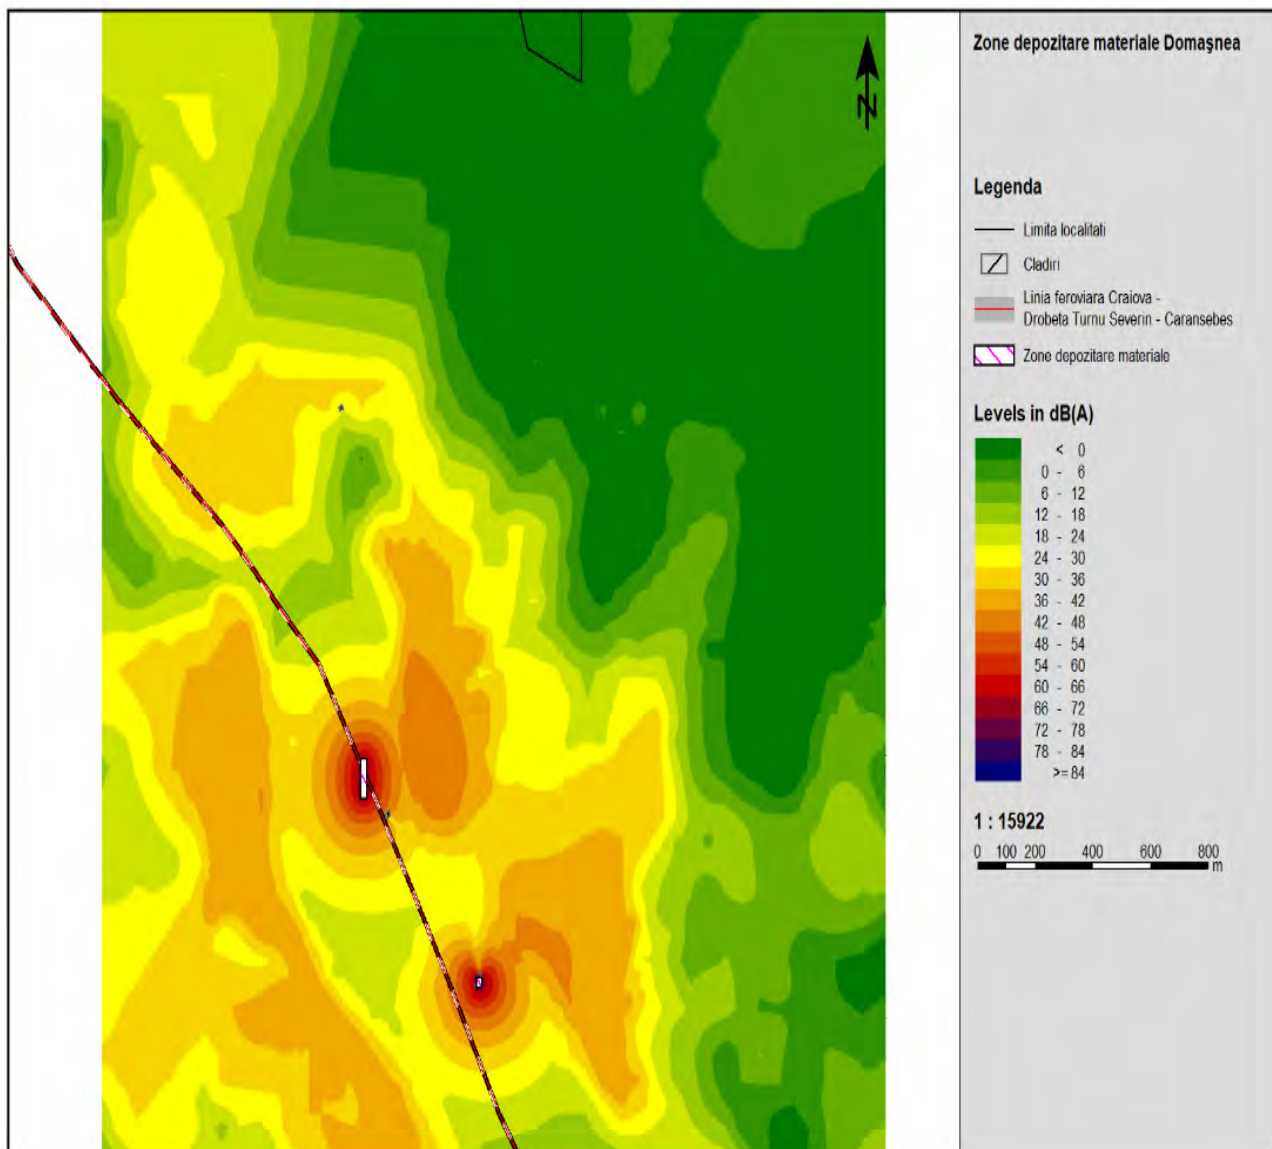 Zone depozitare materiale Domaşnea
N
Legenda
Limita localitati
Cladiri
Linia feroviara Craiova -
Drobeta Turnu Severin - Caransebes
Zone depozitare materiale
Levels in dB(A)
< 0
0 - 6
6 - 12
12 - 18
18 - 24
24 - 30
30 - 36
36 - 42
42 - 48
48 - 54
54 - 60
60 - 66
66 - 72
72 - 78
78 - 84
>= 84
1 : 15922
0 100 200 400 600 800
m